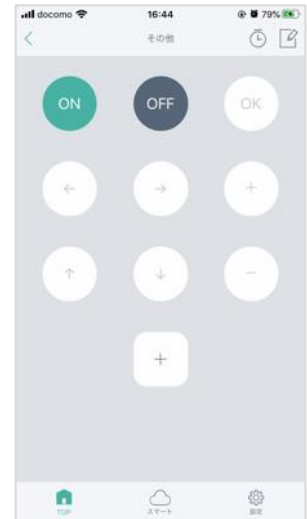 docomo 16:44 79%
その他
ON OFF OK
← → +
↑ ↓ −
+
TOP スマート 設定